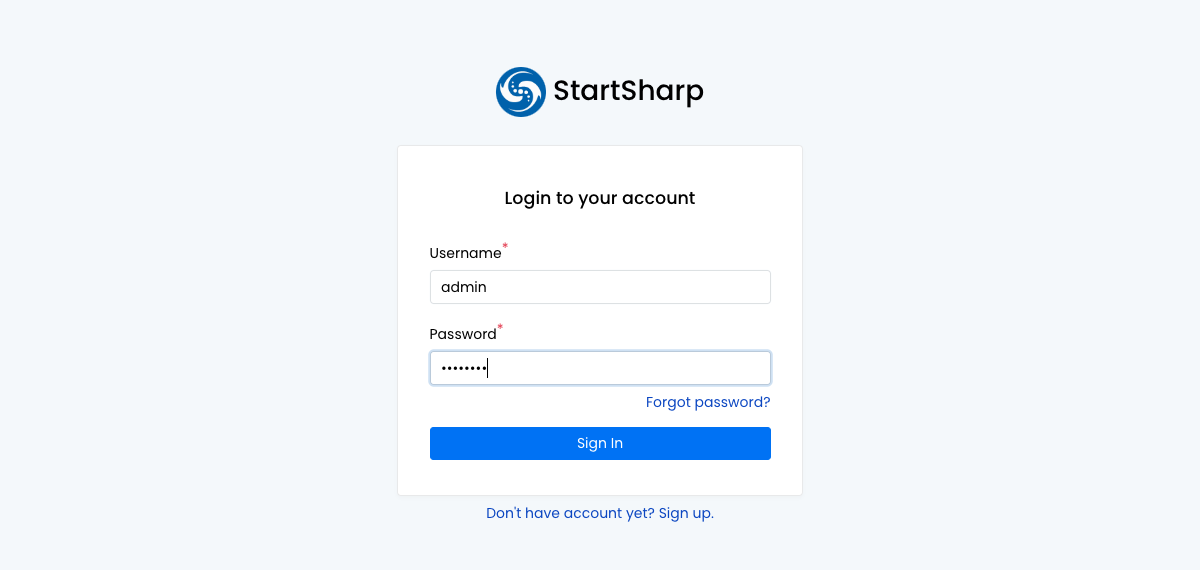 StartSharp
Login to your account
Username*
admin
Password*
••••••••
Forgot password?
Sign In
Don't have account yet? Sign up.